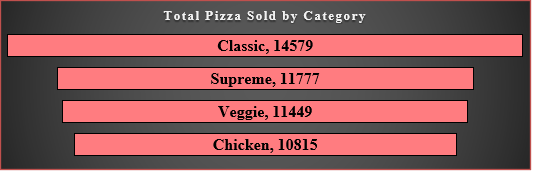 Total Pizza Sold by Category
Classic, 14579
Supreme, 11777
Veggie, 11449
Chicken, 10815